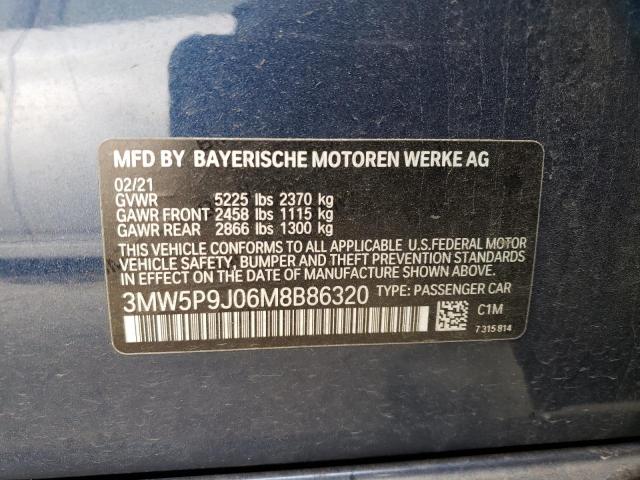 MFD BY BAYERISCHE MOTOREN WERKE AG
02/21
GVWR 5225 lbs 2370 kg
GAWR FRONT 2458 lbs 1115 kg
GAWR REAR 2866 lbs 1300 kg
THIS VEHICLE CONFORMS TO ALL APPLICABLE U.S.FEDERAL MOTOR
VEHICLE SAFETY, BUMPER AND THEFT PREVENTION STANDARDS
IN EFFECT ON THE DATE OF MANUFACTURE SHOWN ABOVE.
3MW5P9J06M8B86320 TYPE: PASSENGER CAR
C1M
7 315 814